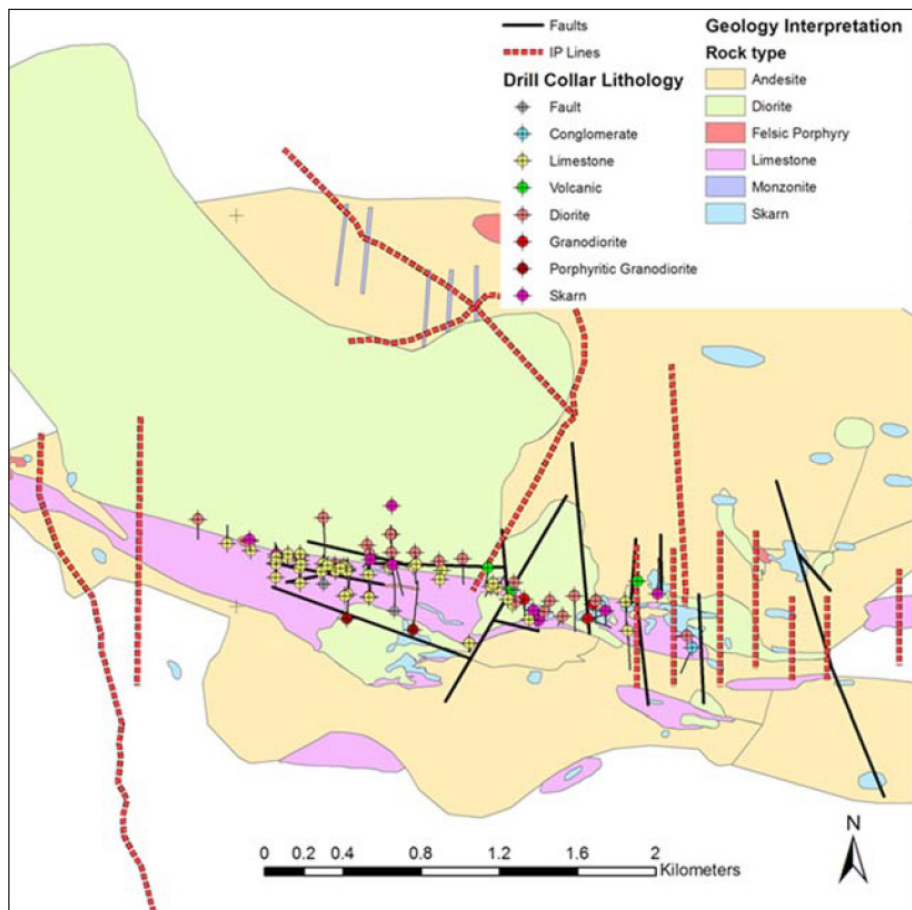 Faults
IP Lines
Drill Collar Lithology
Fault
Conglomerate
Limestone
Volcanic
Diorite
Granodiorite
Porphyritic Granodiorite
Skarn
Geology Interpretation
Rock type
Andesite
Diorite
Felsic Porphyry
Limestone
Monzonite
Skarn
N
0 0.2 0.4 0.8 1.2 1.6 2
Kilometers